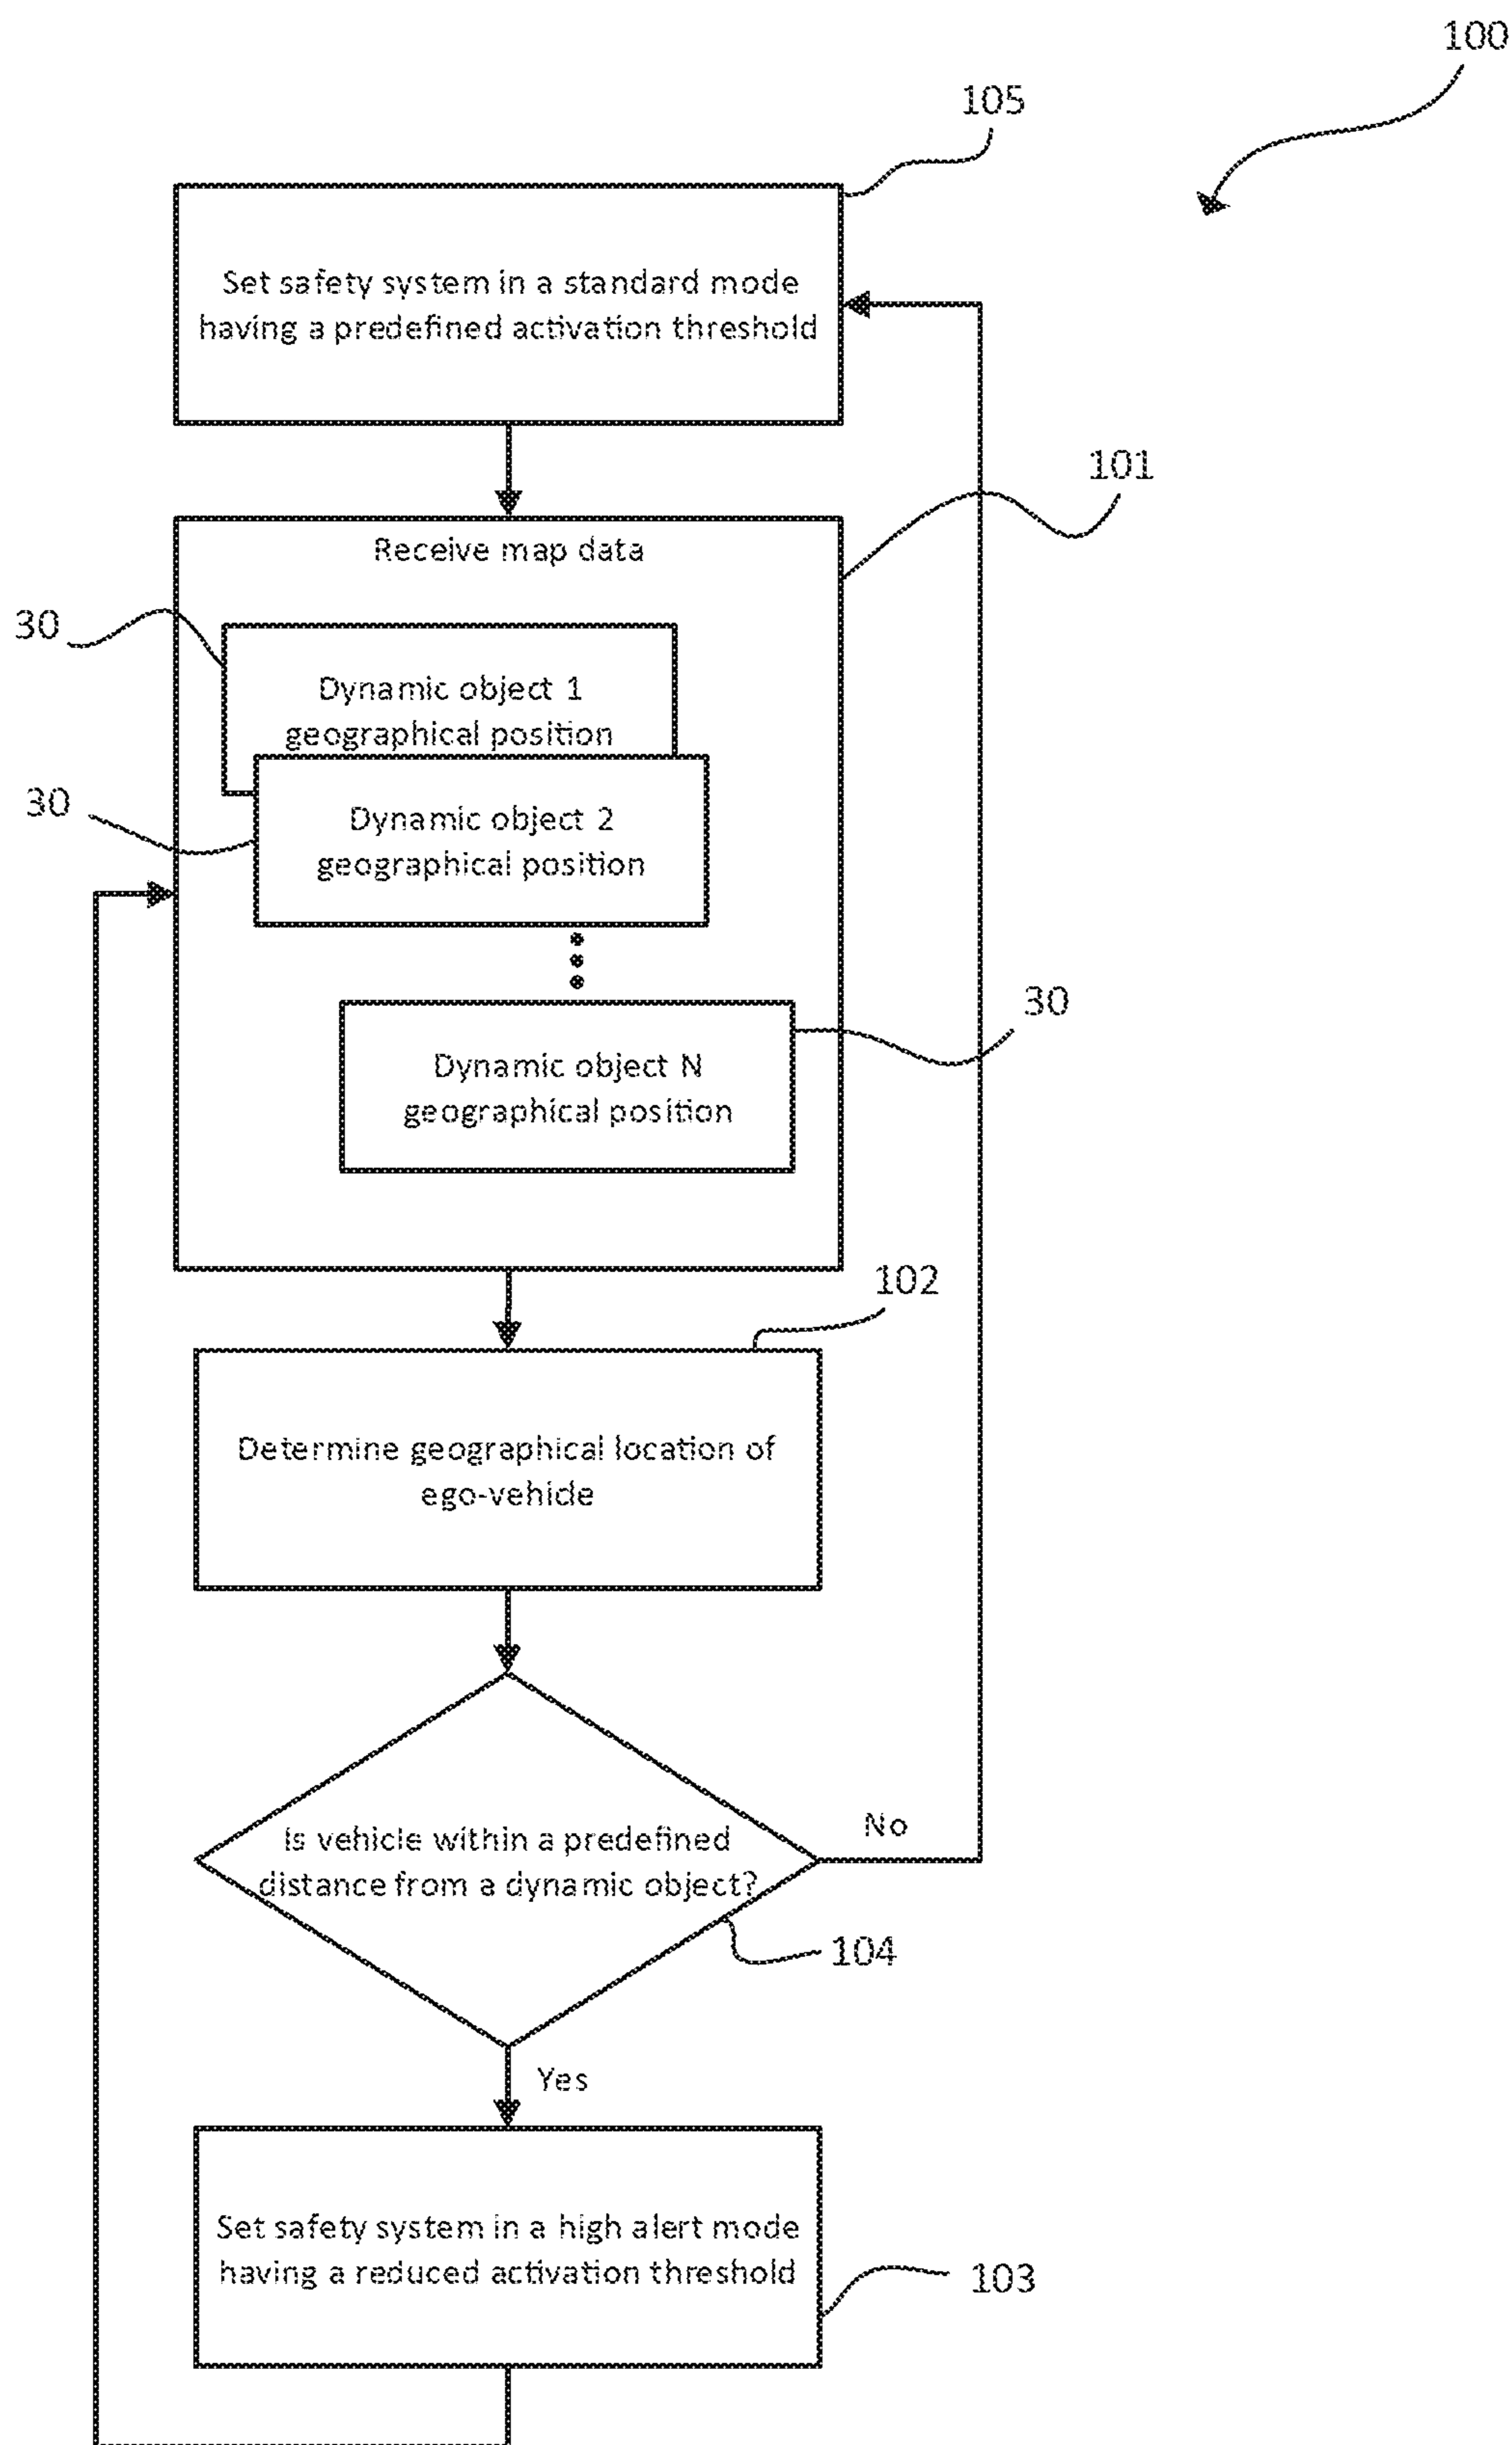 100
105
Set safety system in a standard mode
having a predefined activation threshold
101
Receive map data
30
Dynamic object 1
geographical position
30
Dynamic object 2
geographical position
30
Dynamic object N
geographical position
102
Determine geographical location of
ego-vehicle
Is vehicle within a predefined
distance from a dynamic object?
No
104
Yes
Set safety system in a high alert mode
having a reduced activation threshold
103